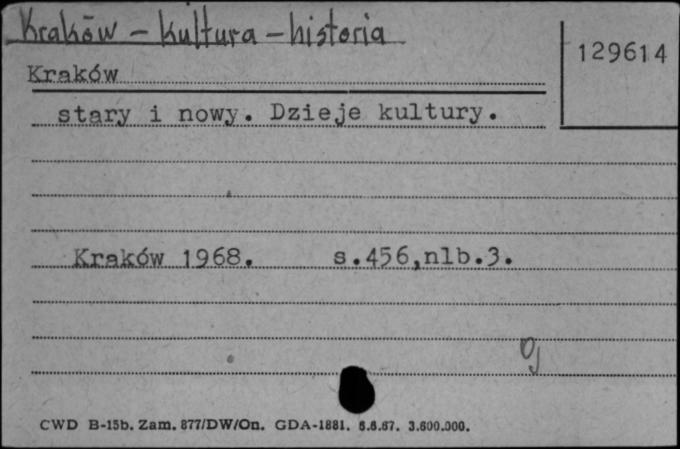 Kraków - kultura - historia
129614
Kraków
stary i nowy. Dzieje kultury.
Kraków 1968. s.456,nlb.3.
CWD B-15b. Zam. 877/DW/On. GDA-1881. 6.6.67. 3.600.000.